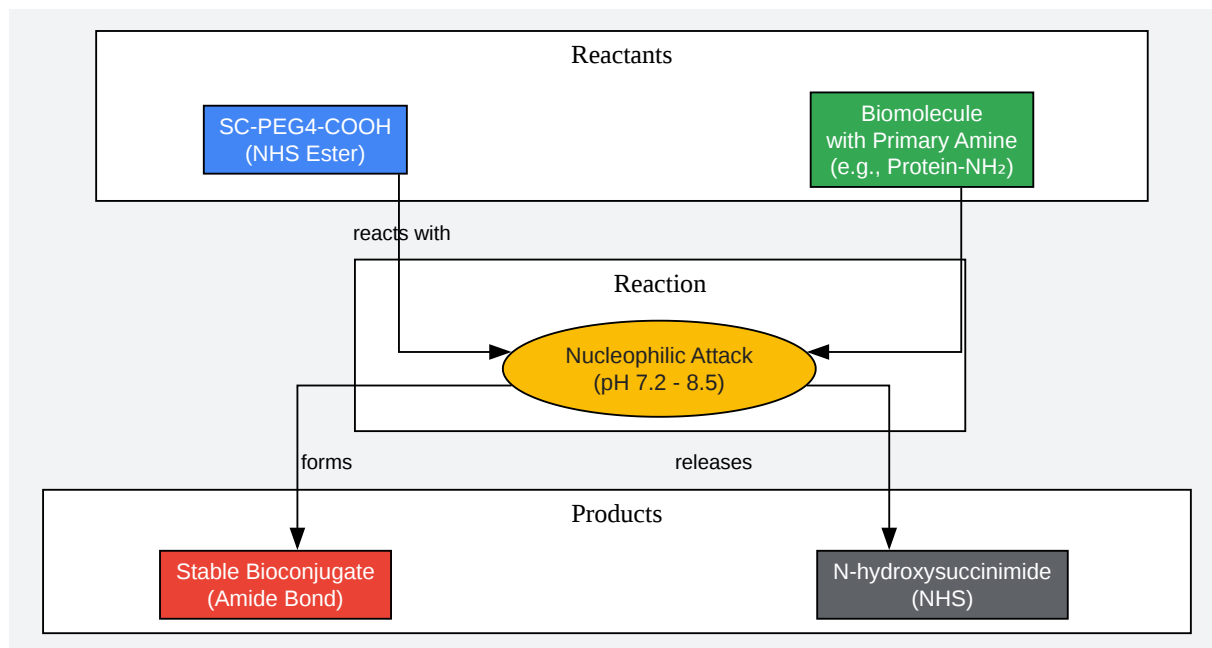 Reactants
SC-PEG4-COOH
(NHS Ester)
Biomolecule
with Primary Amine
(e.g., Protein-NH₂)
reacts with
Reaction
Nucleophilic Attack
(pH 7.2 - 8.5)
forms
releases
Products
Stable Bioconjugate
(Amide Bond)
N-hydroxysuccinimide
(NHS)